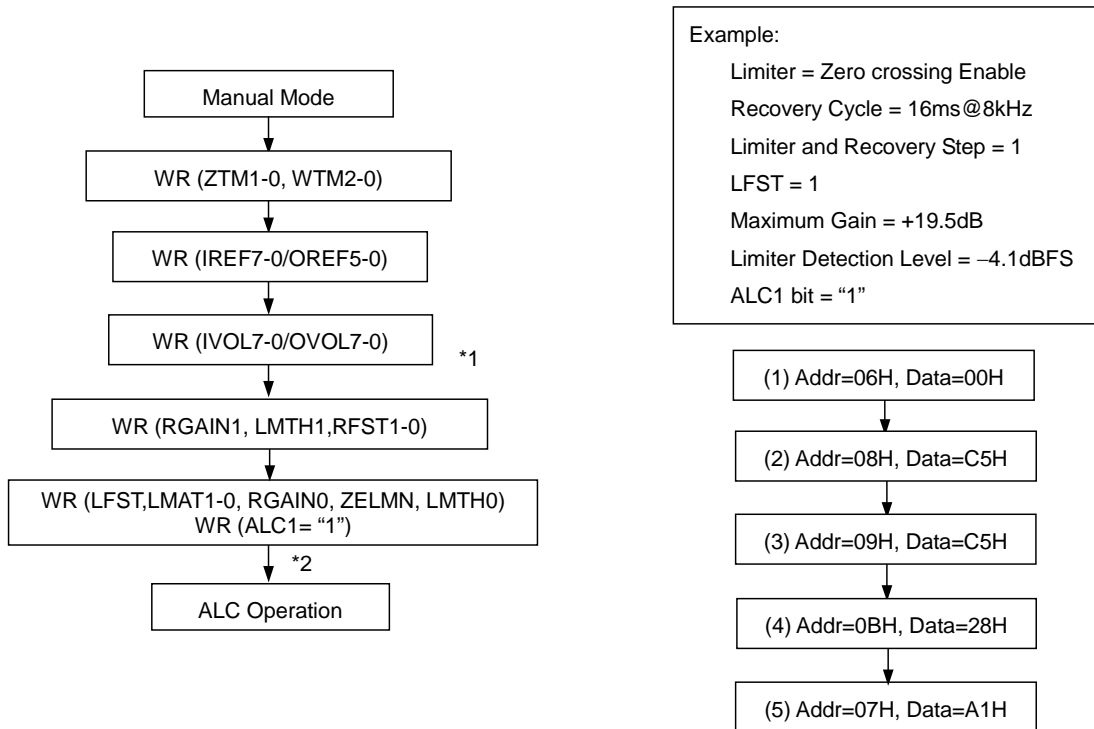 Manual Mode
WR (ZTM1-0, WTM2-0)
WR (IREF7-0/OREF5-0)
WR (IVOL7-0/OVOL7-0)
*1
WR (RGAIN1, LMTH1,RFST1-0)
WR (LFST,LMAT1-0, RGAIN0, ZELMN, LMTH0)
WR (ALC1= “1”)
*2
ALC Operation
Example:
Limiter = Zero crossing Enable
Recovery Cycle = 16ms@8kHz
Limiter and Recovery Step = 1
LFST = 1
Maximum Gain = +19.5dB
Limiter Detection Level = −4.1dBFS
ALC1 bit = “1”
(1) Addr=06H, Data=00H
(2) Addr=08H, Data=C5H
(3) Addr=09H, Data=C5H
(4) Addr=0BH, Data=28H
(5) Addr=07H, Data=A1H